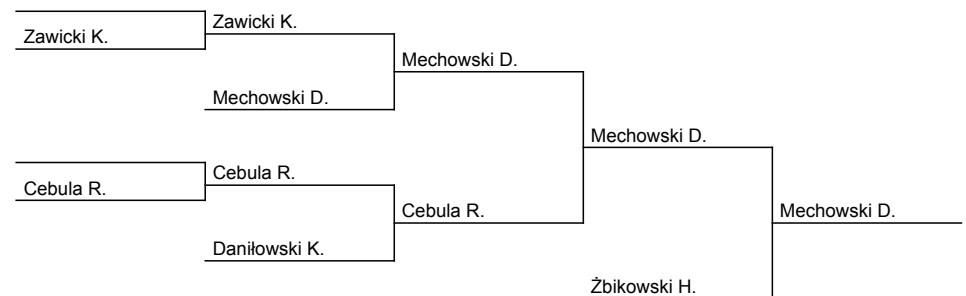 Zawicki K.
Zawicki K.
Mechowski D.
Mechowski D.
Mechowski D.
Cebula R.
Cebula R.
Cebula R.
Mechowski D.
Daniłowski K.
Żbikowski H.